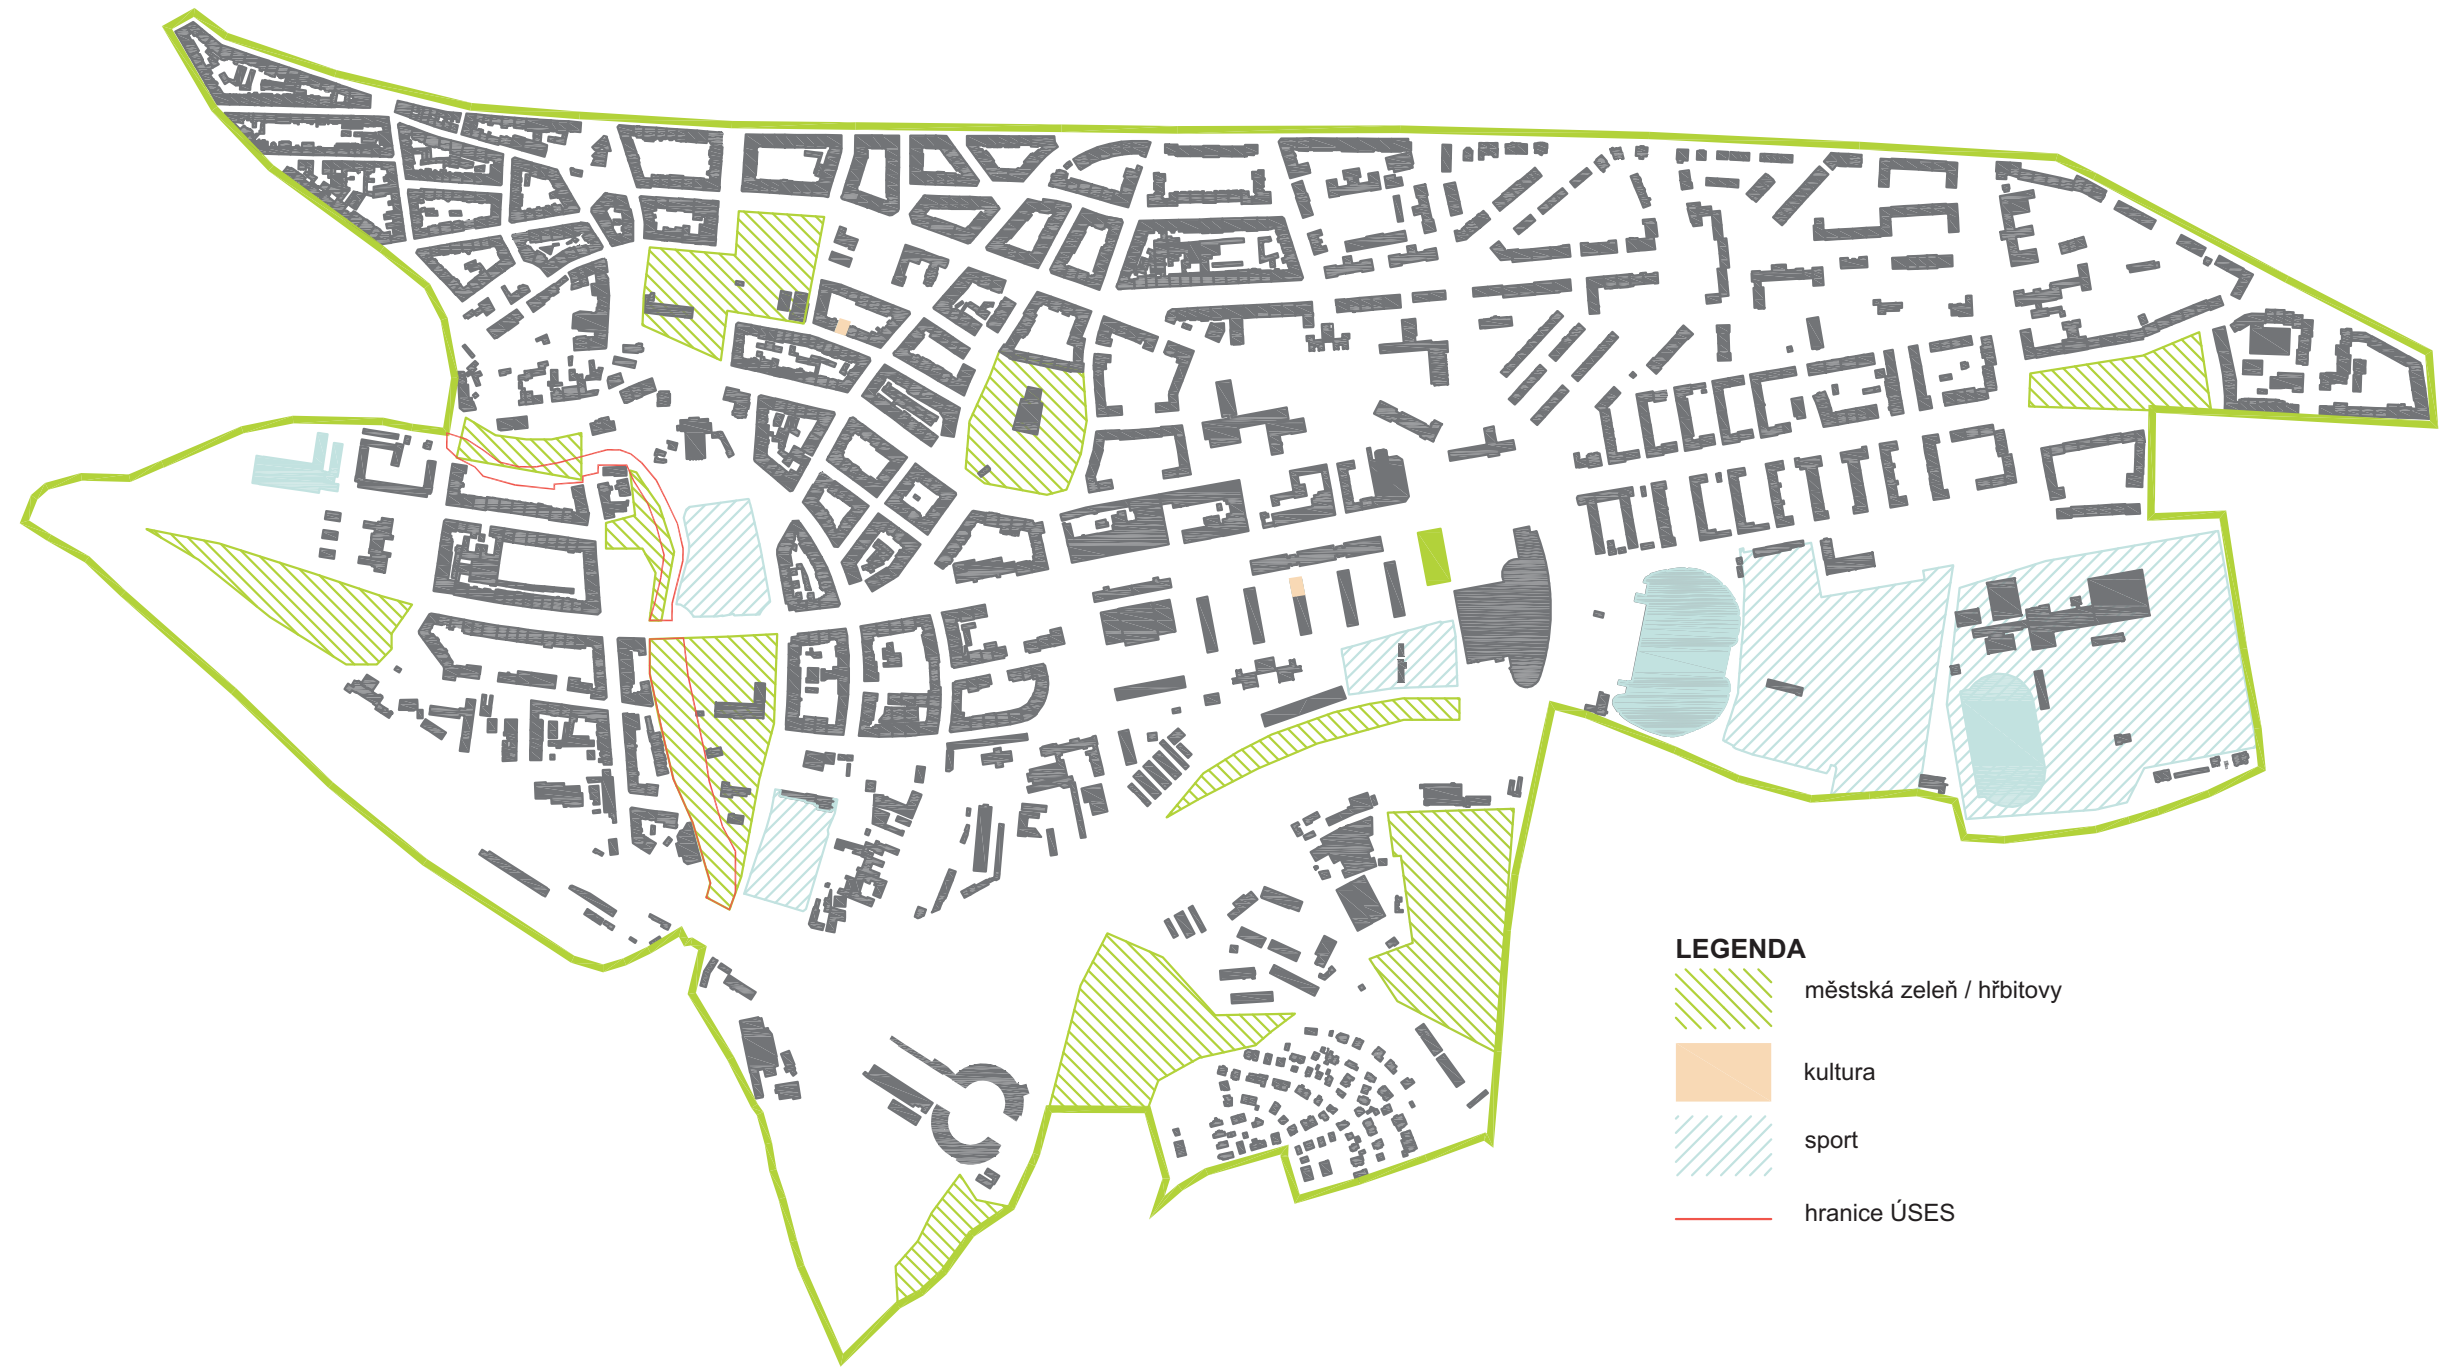 LEGENDA
městská zeleň / hřbitovy
kultura
sport
hranice ÚSES